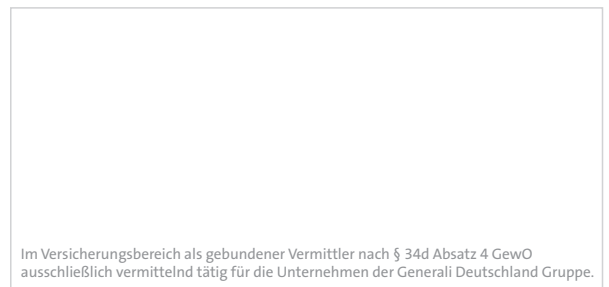 Im Versicherungsbereich als gebundener Vermittler nach § 34d Absatz 4 GewO
ausschließlich vermittelnd tätig für die Unternehmen der Generali Deutschland Gruppe.